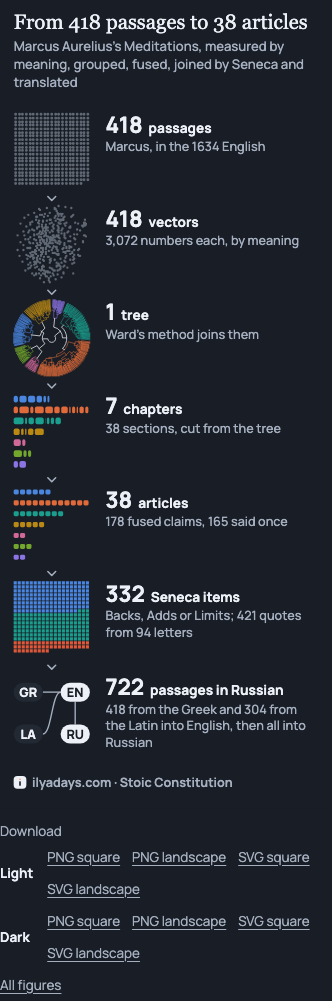 From 418 passages to 38 articles
Marcus Aurelius's Meditations, measured by
meaning, grouped, fused, joined by Seneca and
translated
418 passages
Marcus, in the 1634 English
418 vectors
3,072 numbers each, by meaning
1 tree
Ward's method joins them
7 chapters
38 sections, cut from the tree
38 articles
178 fused claims, 165 said once
332 Seneca items
Backs, Adds or Limits; 421 quotes
from 94 letters
GR EN
LA RU
722 passages in Russian
418 from the Greek and 304 from
the Latin into English, then all into
Russian
ilyadays.com · Stoic Constitution
Download
Light
PNG square PNG landscape SVG square
SVG landscape
Dark
PNG square PNG landscape SVG square
SVG landscape
All figures